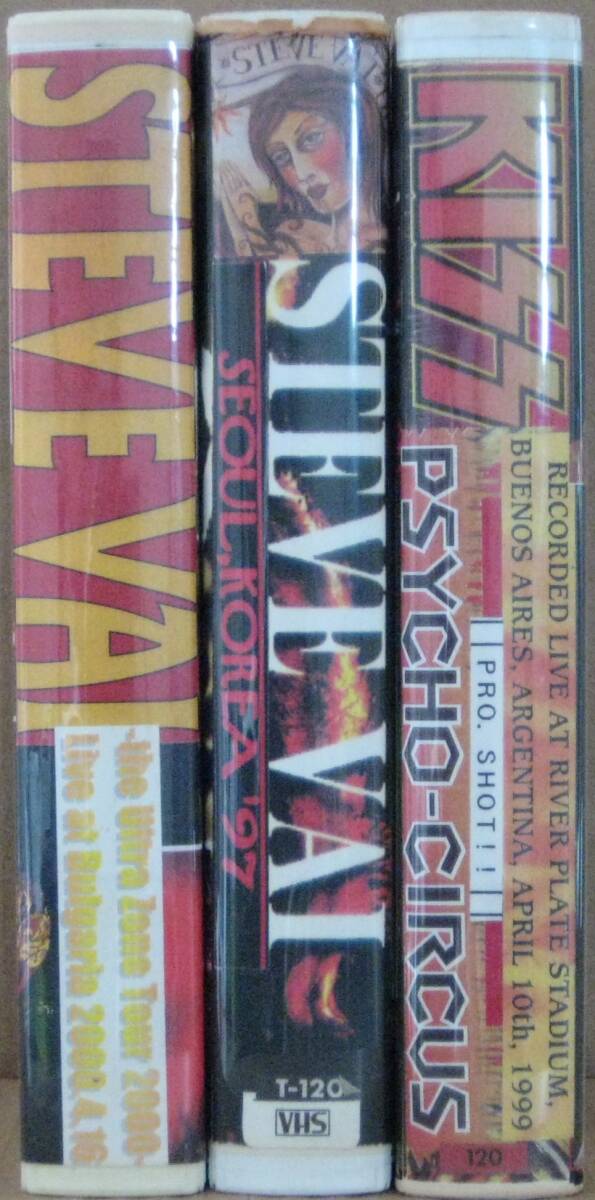 STEVE VAI
-the Ultra Zone Tour 2000-
Live at Bulgaria 2000.4.16
STEVE VAI
STEVE VAI
SEOUL, KOREA '97
T-120
VHS
KISS
PSYCHO-CIRCUS
PRO. SHOT!!
RECORDED LIVE AT RIVER PLATE STADIUM,
BUENOS AIRES, ARGENTINA, APRIL 10th, 1999
120